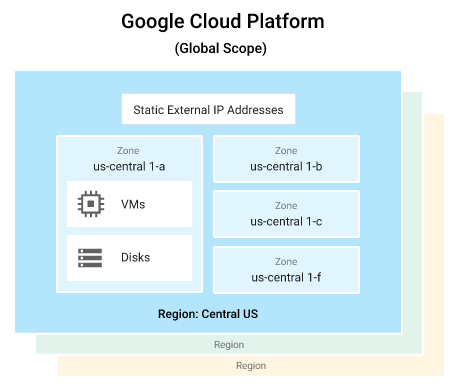 Google Cloud Platform
(Global Scope)
Static External IP Addresses
Zone
us-central 1-a
VMs
Disks
Zone
us-central 1-b
Zone
us-central 1-c
Zone
us-central 1-f
Region: Central US
Region
Region